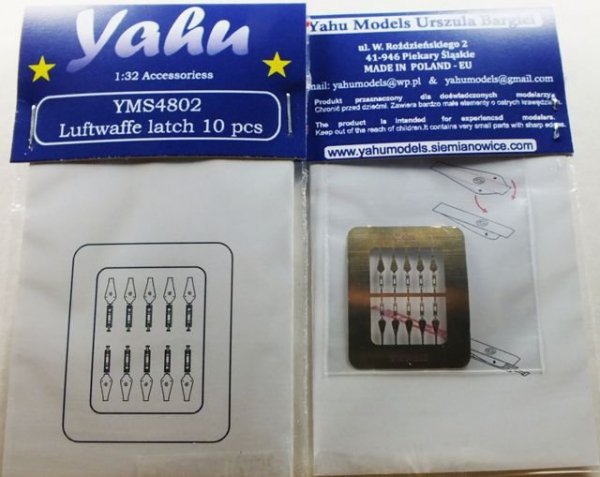 Yahu
1:32 Accessoriess
YMS4802
Luftwaffe latch 10 pcs
Yahu Models Urszula Bargieł
ul. W. Roździeńskiego 2
41-946 Piekary Śląskie
MADE IN POLAND - EU
mail: yahumodels@wp.pl & yahumodels@gmail.com
Produkt przeznaczony dla doświadczonych modelarzy.
Chronić przed dziećmi. Zawiera bardzo małe elementy o ostrych krawędziach.
The product is intended for experiencsd modelers.
Keep out of the reach of children.It contains very small parts with sharp edges.
www.yahumodels.siemianowice.com